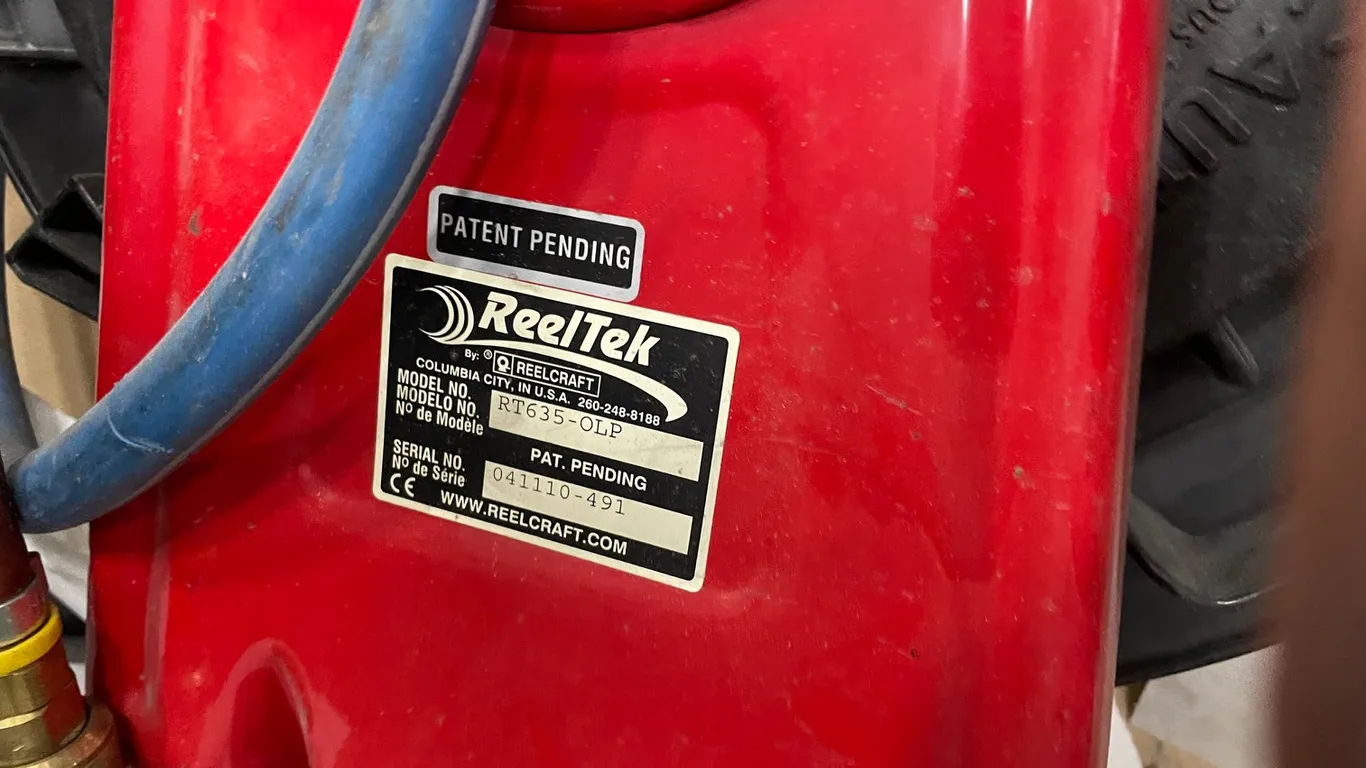 PATENT PENDING
ReelTek
By: ® REELCRAFT
COLUMBIA CITY, IN U.S.A. 260-248-8188
MODEL NO.
MODELO NO.
Nº de Modèle
RT635-OLP
PAT. PENDING
SERIAL NO.
Nº de Série
041110-491
CE
WWW.REELCRAFT.COM